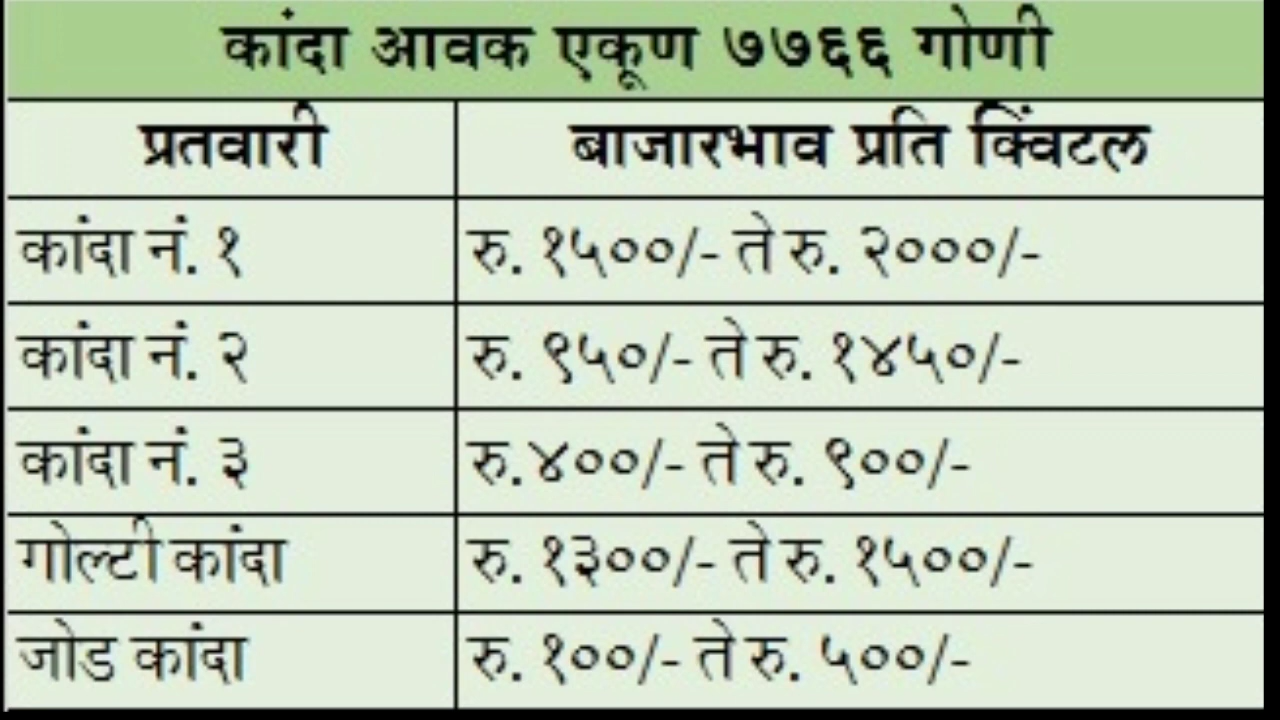 कांदा आवक एकूण ७७६६ गोणी
प्रतवारी बाजारभाव प्रति क्विंटल
कांदा नं. १ रु. १५००/- ते रु. २०००/-
कांदा नं. २ रु. ९५०/- ते रु. १४५०/-
कांदा नं. ३ रु.४००/- ते रु. ९००/-
गोल्टी कांदा रु. १३००/- ते रु. १५००/-
जोड कांदा रु. १००/- ते रु. ५००/-